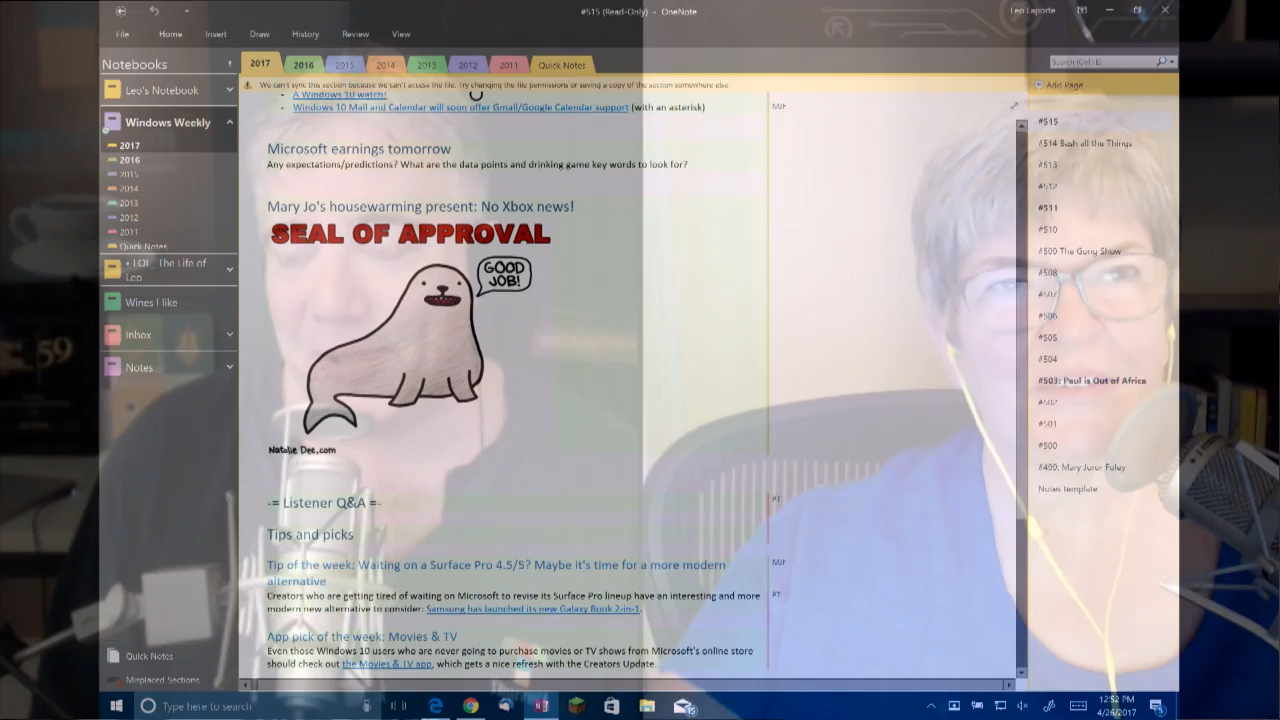 #515 (Read-Only) - OneNote
Leo Laporte
File Home Insert Draw History Review View
Notebooks
2017 2016 2015 2014 2013 2012 2011 Quick Notes
Search (Ctrl+E)
We can't sync this section because we can't access the file. Try changing the file permissions or saving a copy of the section somewhere else.
Add Page
Leo's Notebook
Windows Weekly
2017
2016
2015
2014
2013
2012
2011
Quick Notes
• LOL: The Life of
Leo
Wines I like
Inbox
Notes
Quick Notes
Misplaced Sections
59
- A Windows 10 watch!
- Windows 10 Mail and Calendar will soon offer Gmail/Google Calendar support (with an asterisk)
MJF
Microsoft earnings tomorrow
Any expectations/predictions? What are the data points and drinking game key words to look for?
Mary Jo's housewarming present: No Xbox news!
SEAL OF APPROVAL
GOOD
JOB!
Natalie Dee.com
-= Listener Q&A =-
PT
Tips and picks
Tip of the week: Waiting on a Surface Pro 4.5/5? Maybe it's time for a more modern
alternative
MJF
Creators who are getting tired of waiting on Microsoft to revise its Surface Pro lineup have an interesting and more
modern new alternative to consider: Samsung has launched its new Galaxy Book 2-in-1.
PT
App pick of the week: Movies & TV
Even those Windows 10 users who are never going to purchase movies or TV shows from Microsoft's online store
should check out the Movies & TV app, which gets a nice refresh with the Creators Update.
#515
#514 Bash all the Things
#513
#512
#511
#510
#509 The Gurry Show
#508
#507
#506
#505
#504
#503: Paul is Out of Africa
#502
#501
#500
#499: Mary Juror Foley
Notes template
Type here to search
15
12:52 PM
4/26/2017